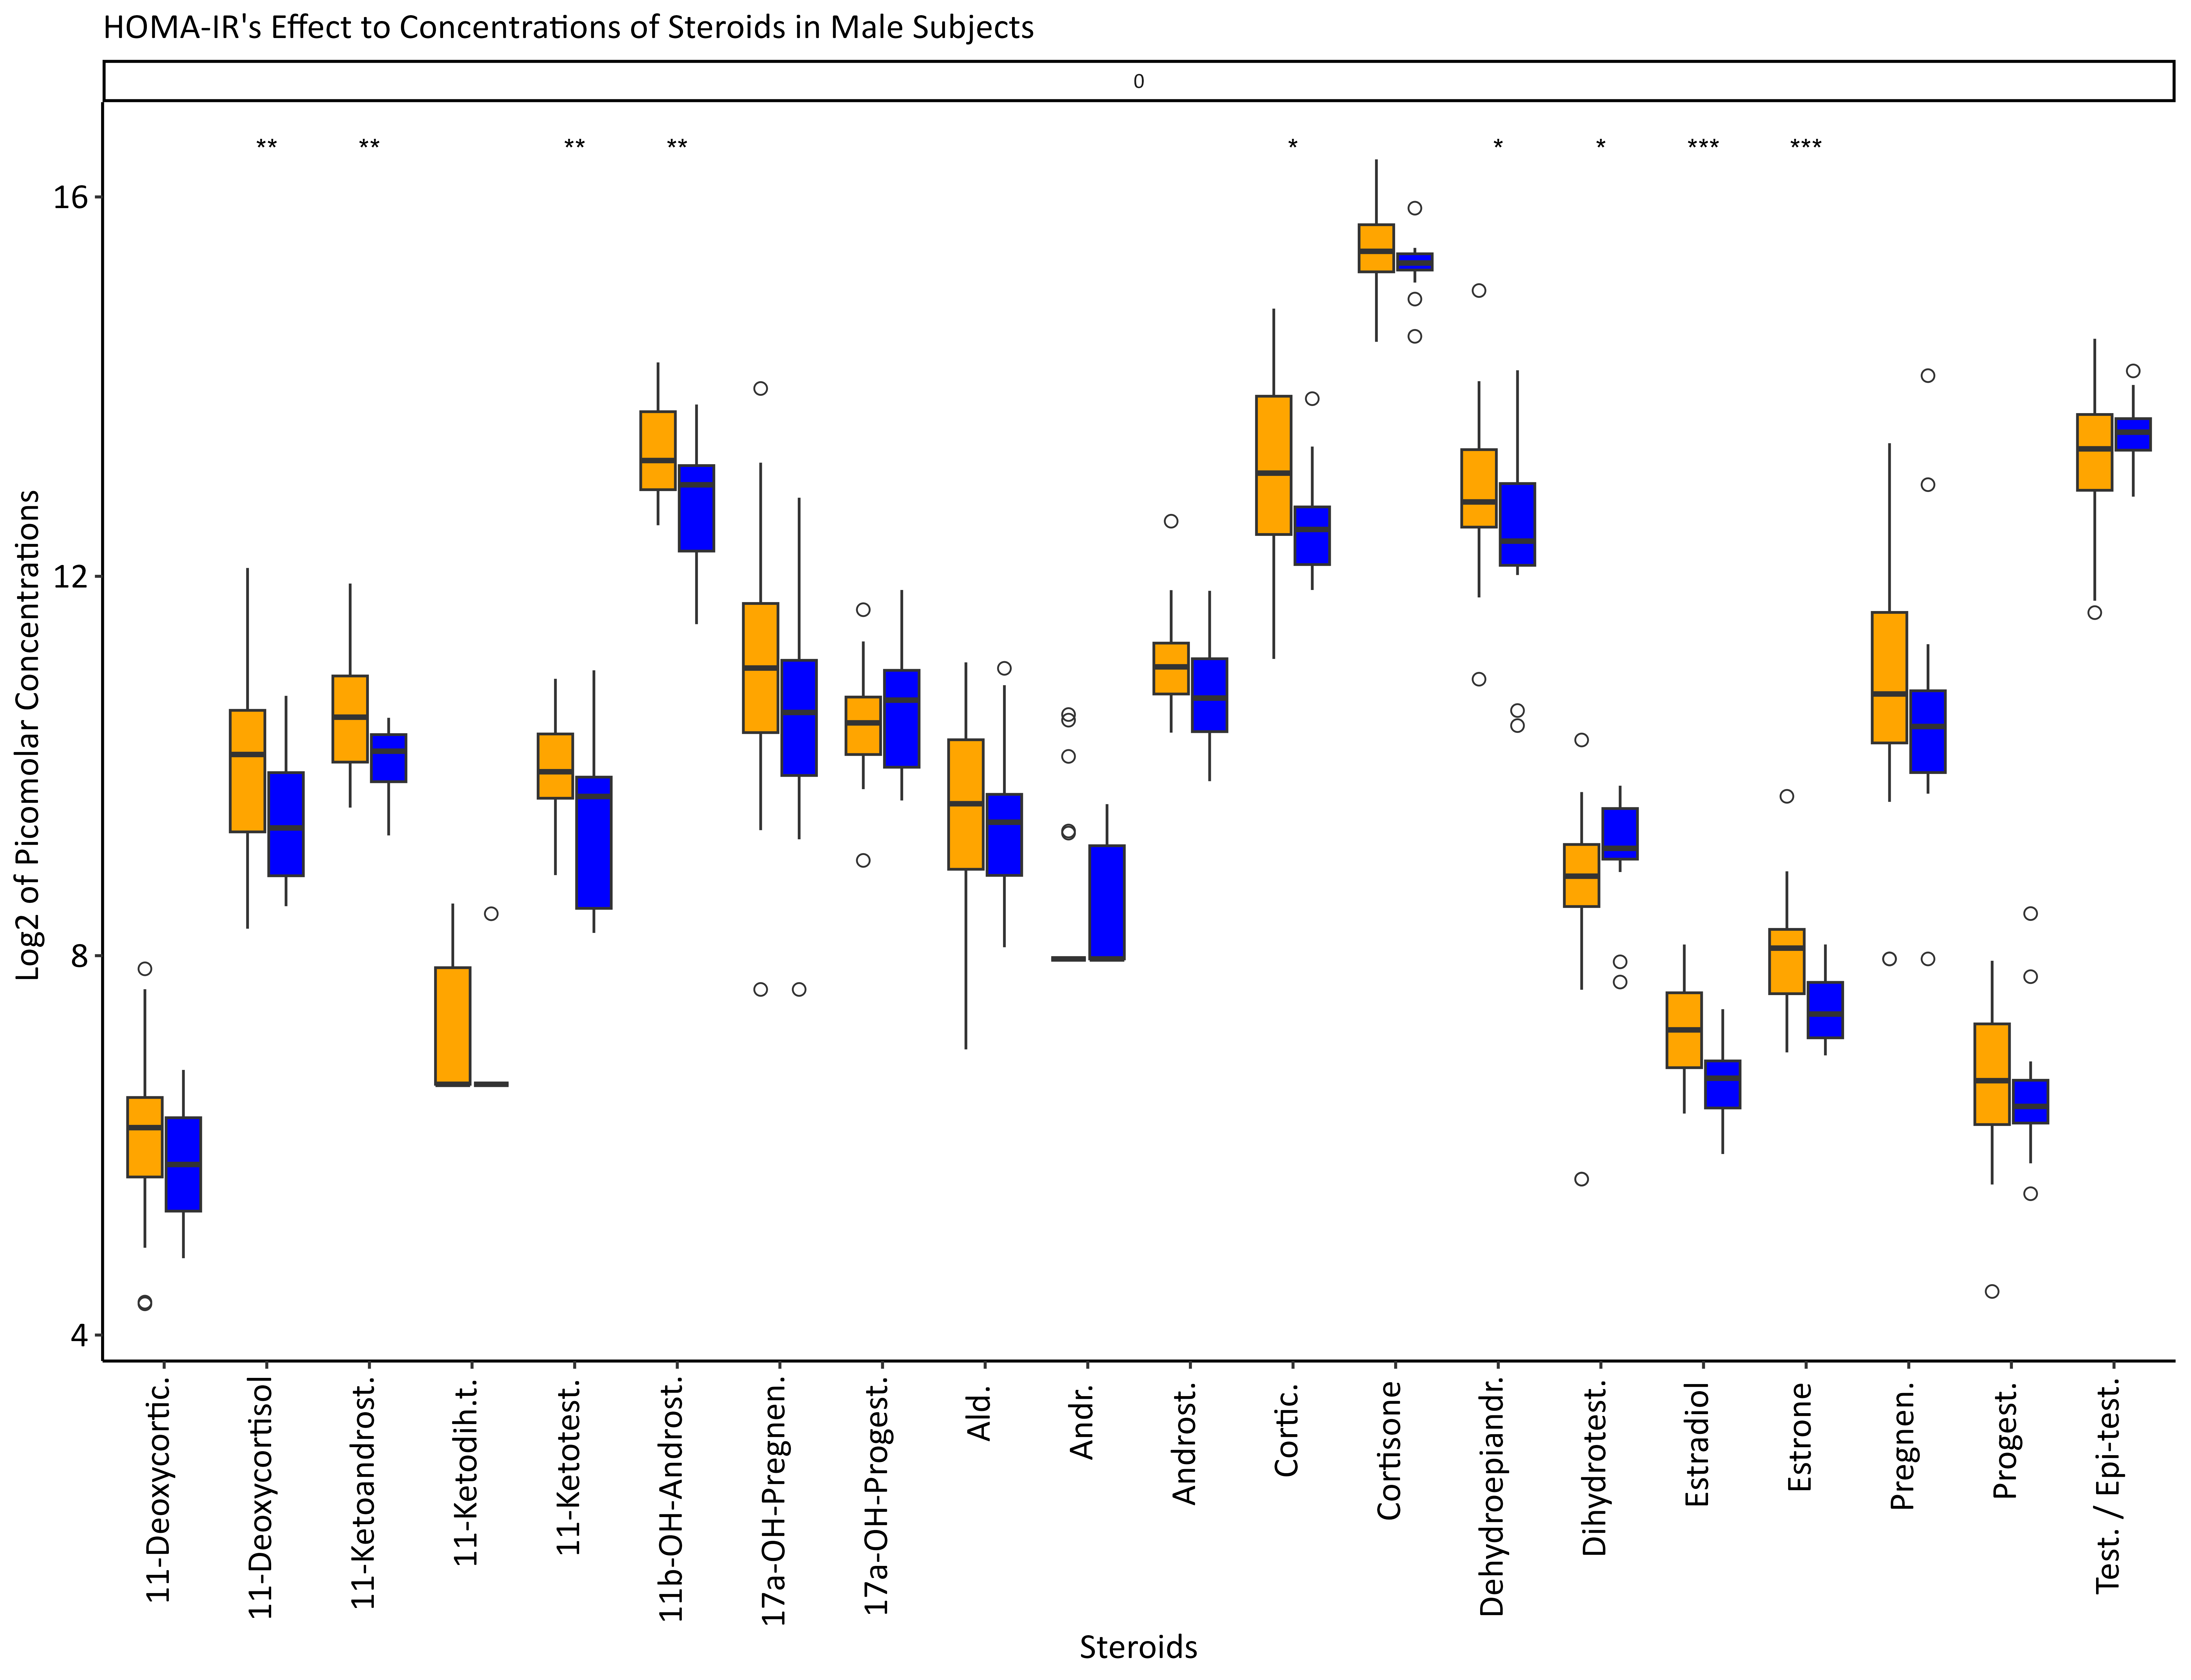 HOMA-IR's Effect to Concentrations of Steroids in Male Subjects
0
** ** ** ** * * * *** ***
16
12
8
4
Log2 of Picomolar Concentrations
11-Deoxycortic.
11-Deoxycortisol
11-Ketoandrost.
11-Ketodih.t.
11-Ketotest.
11b-OH-Androst.
17a-OH-Pregnen.
17a-OH-Progest.
Ald.
Andr.
Androst.
Cortic.
Cortisone
Dehydroepiandr.
Dihydrotest.
Estradiol
Estrone
Pregnen.
Progest.
Test. / Epi-test.
Steroids